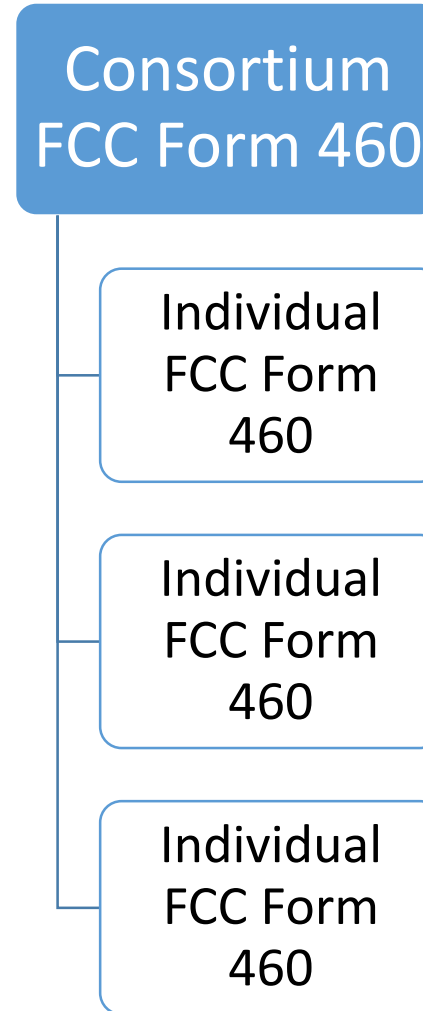 Consortium
FCC Form 460
Individual
FCC Form
460
Individual
FCC Form
460
Individual
FCC Form
460